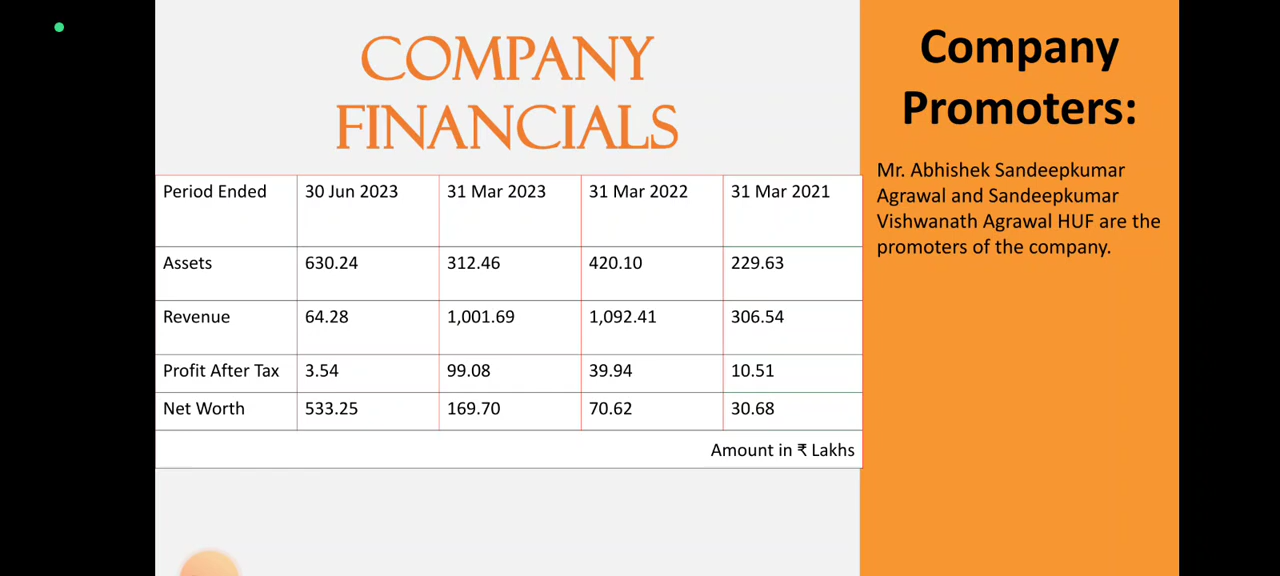 COMPANY
FINANCIALS
Period Ended 30 Jun 2023 31 Mar 2023 31 Mar 2022 31 Mar 2021
Assets 630.24 312.46 420.10 229.63
Revenue 64.28 1,001.69 1,092.41 306.54
Profit After Tax 3.54 99.08 39.94 10.51
Net Worth 533.25 169.70 70.62 30.68
Amount in ₹ Lakhs
Company
Promoters:
Mr. Abhishek Sandeepkumar
Agrawal and Sandeepkumar
Vishwanath Agrawal HUF are the
promoters of the company.